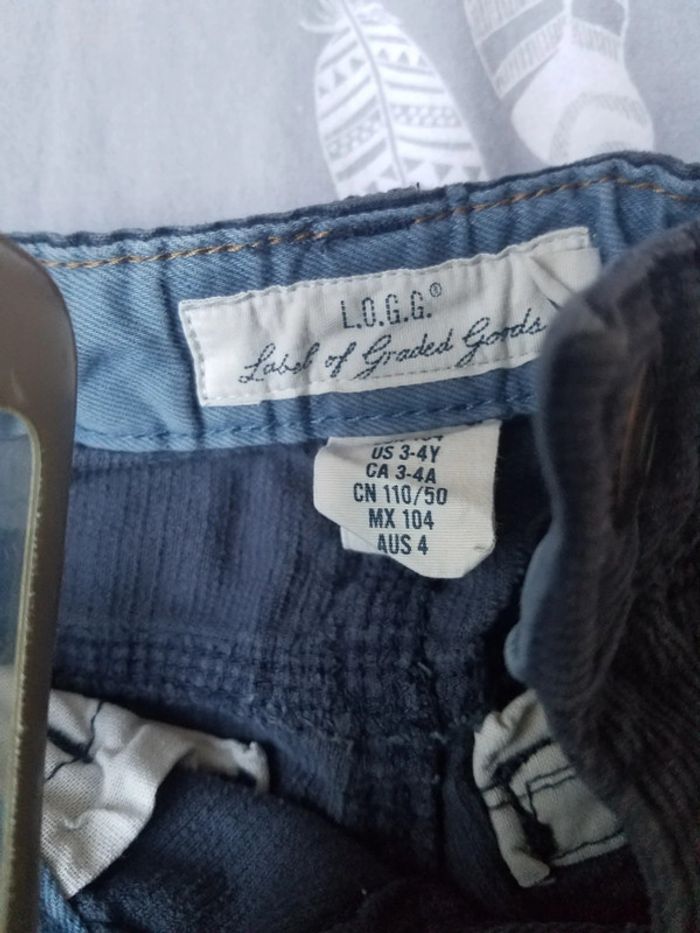 L.O.G.G.®
Label of Graded Goods
US 3-4Y
CA 3-4A
CN 110/50
MX 104
AUS 4